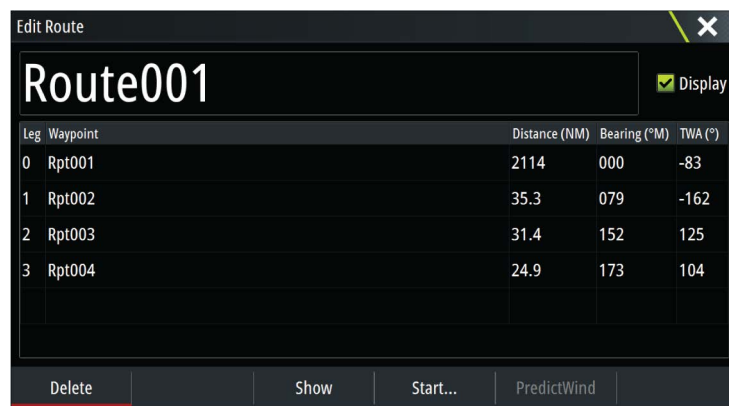 Edit Route
Route001
Display
Leg Waypoint Distance (NM) Bearing (°M) TWA (°)
0 Rpt001 2114 000 -83
1 Rpt002 35.3 079 -162
2 Rpt003 31.4 152 125
3 Rpt004 24.9 173 104
Delete Show Start... PredictWind